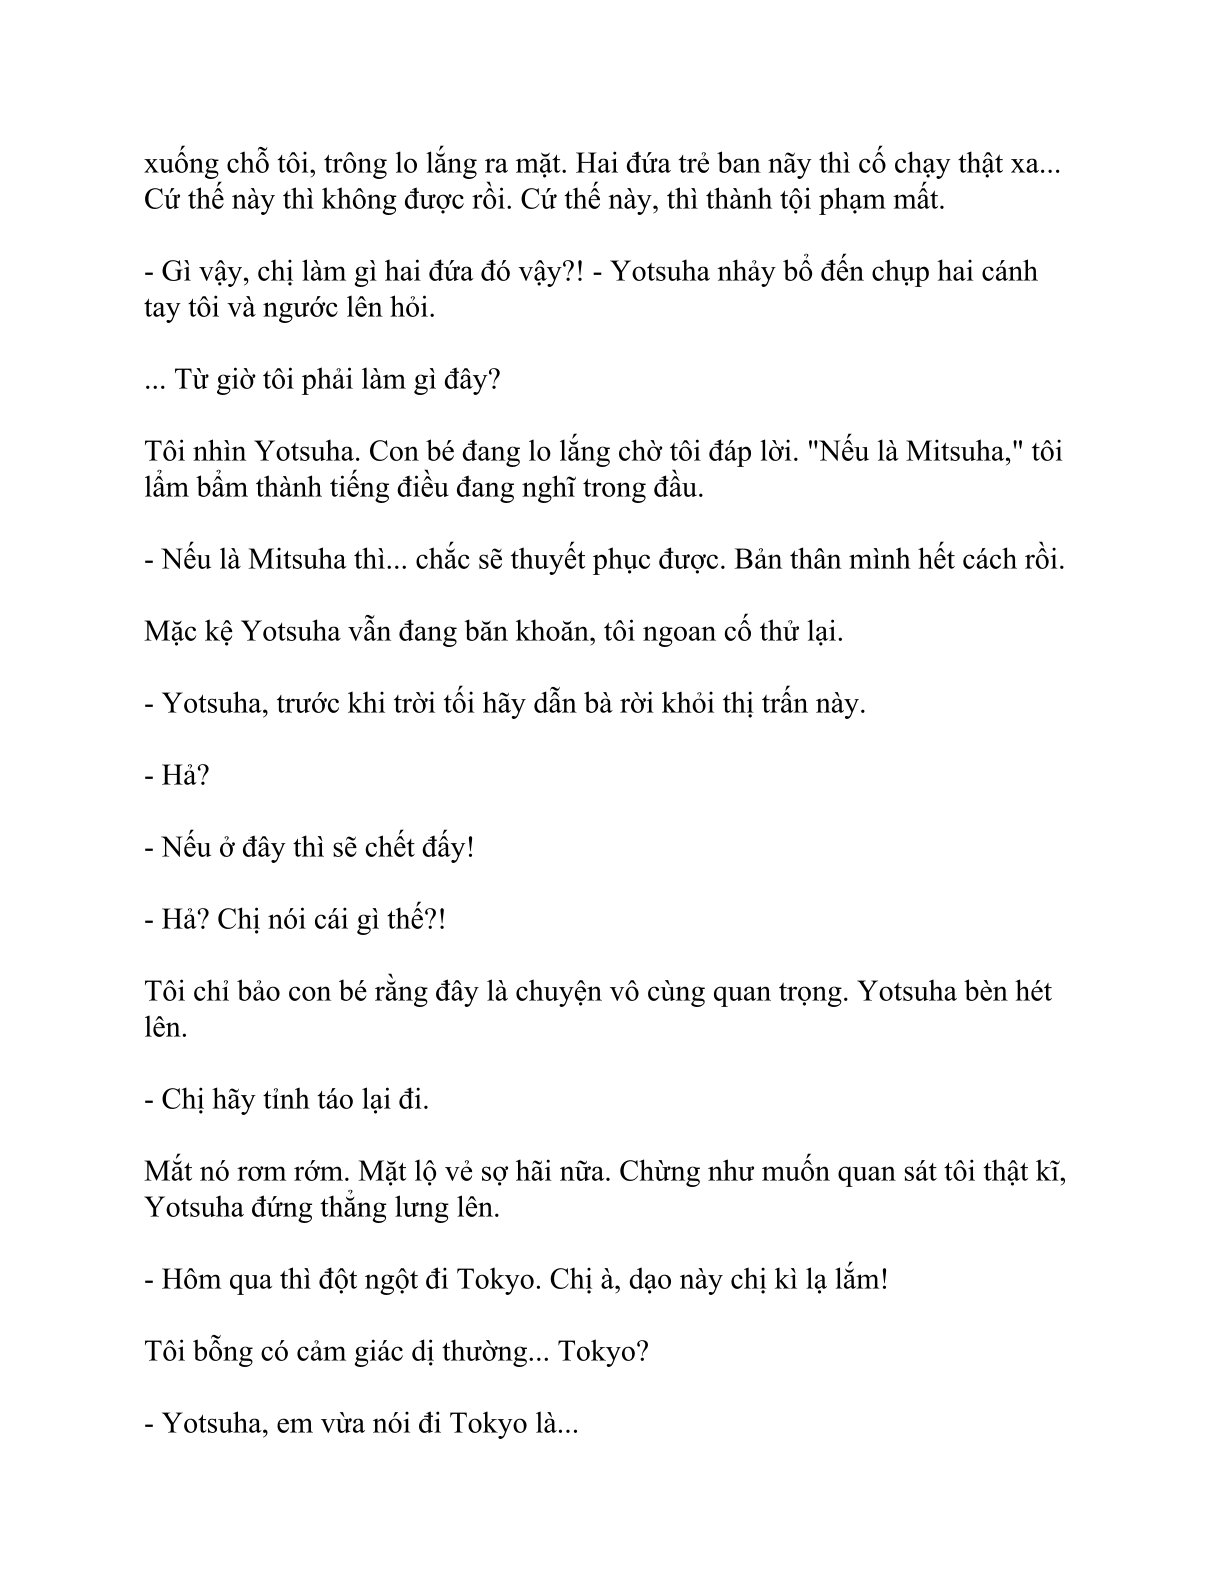 xuống chỗ tôi, trông lo lắng ra mặt. Hai đứa trẻ ban nãy thì cố chạy thật xa...
Cứ thế này thì không được rồi. Cứ thế này, thì thành tội phạm mất.
- Gì vậy, chị làm gì hai đứa đó vậy?! - Yotsuha nhảy bổ đến chụp hai cánh
tay tôi và ngước lên hỏi.
... Từ giờ tôi phải làm gì đây?
Tôi nhìn Yotsuha. Con bé đang lo lắng chờ tôi đáp lời. "Nếu là Mitsuha," tôi
lẩm bẩm thành tiếng điều đang nghĩ trong đầu.
- Nếu là Mitsuha thì... chắc sẽ thuyết phục được. Bản thân mình hết cách rồi.
Mặc kệ Yotsuha vẫn đang băn khoăn, tôi ngoan cố thử lại.
- Yotsuha, trước khi trời tối hãy dẫn bà rời khỏi thị trấn này.
- Hả?
- Nếu ở đây thì sẽ chết đấy!
- Hả? Chị nói cái gì thế?!
Tôi chỉ bảo con bé rằng đây là chuyện vô cùng quan trọng. Yotsuha bèn hét
lên.
- Chị hãy tỉnh táo lại đi.
Mắt nó rơm rớm. Mặt lộ vẻ sợ hãi nữa. Chừng như muốn quan sát tôi thật kĩ,
Yotsuha đứng thẳng lưng lên.
- Hôm qua thì đột ngột đi Tokyo. Chị à, dạo này chị kì lạ lắm!
Tôi bỗng có cảm giác dị thường... Tokyo?
- Yotsuha, em vừa nói đi Tokyo là...